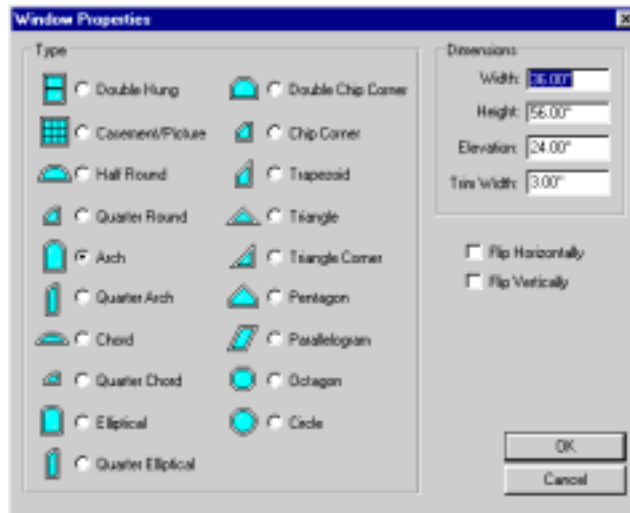 Window Properties
Type
Double Hung
Casement/Picture
Half Round
Quarter Round
Arch
Quarter Arch
Chord
Quarter Chord
Elliptical
Quarter Elliptical
Double Chip Corner
Chip Corner
Trapezoid
Triangle
Triangle Corner
Pentagon
Parallelogram
Octagon
Circle
Dimensions
Width: 36.00"
Height: 56.00"
Elevation: 24.00"
Trim Width: 3.00"
Flip Horizontally
Flip Vertically
OK
Cancel